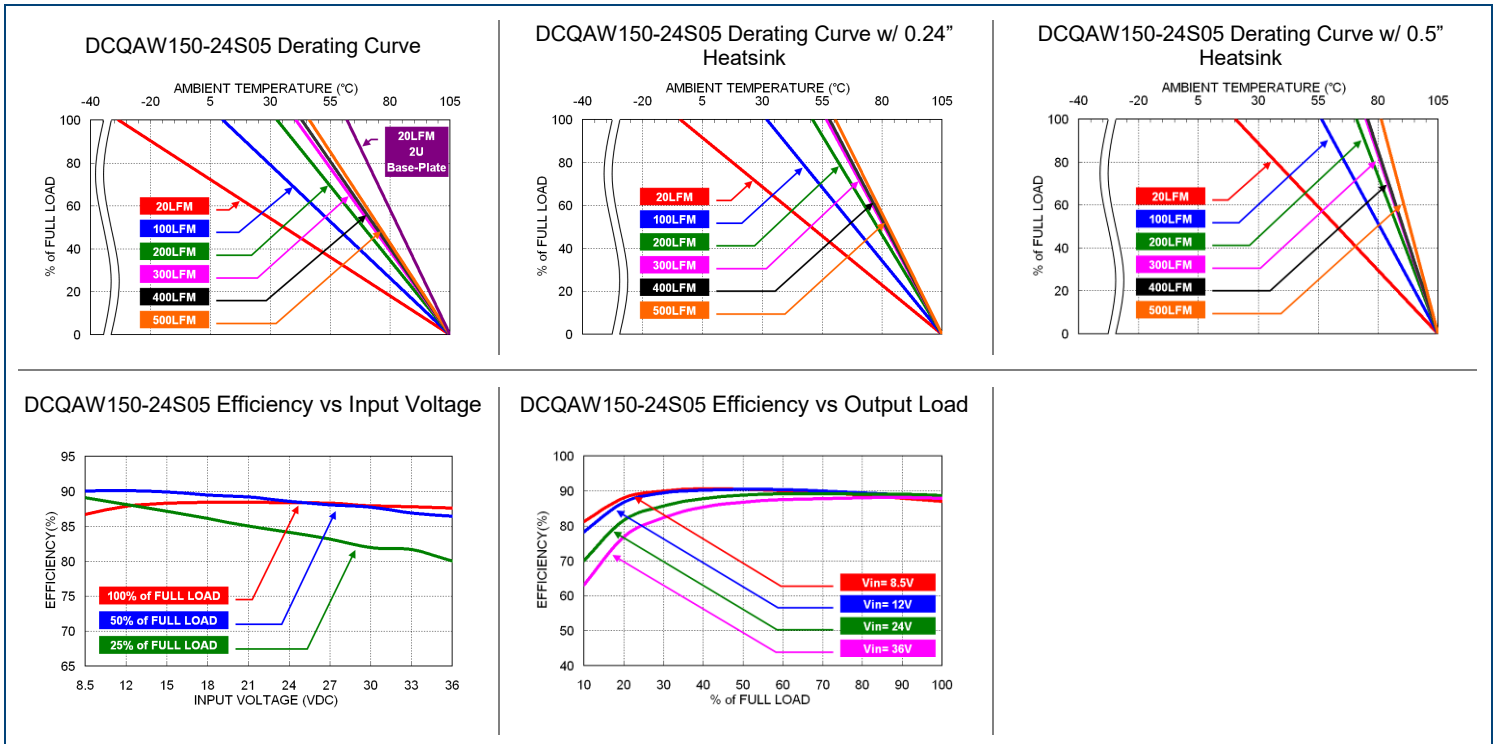 DCQAW150-24S05 Derating Curve
AMBIENT TEMPERATURE (°C)
-40 -20 5 30 55 80 105
% of FULL LOAD
100
80
60
40
20
0
20LFM
2U
Base-Plate
20LFM
100LFM
200LFM
300LFM
400LFM
500LFM
DCQAW150-24S05 Derating Curve w/ 0.24”
Heatsink
AMBIENT TEMPERATURE (°C)
-40 -20 5 30 55 80 105
% of FULL LOAD
100
80
60
40
20
0
20LFM
100LFM
200LFM
300LFM
400LFM
500LFM
DCQAW150-24S05 Derating Curve w/ 0.5”
Heatsink
AMBIENT TEMPERATURE (°C)
-40 -20 5 30 55 80 105
% of FULL LOAD
100
80
60
40
20
0
20LFM
100LFM
200LFM
300LFM
400LFM
500LFM
DCQAW150-24S05 Efficiency vs Input Voltage
EFFICIENCY(%)
95
90
85
80
75
70
65
100% of FULL LOAD
50% of FULL LOAD
25% of FULL LOAD
8.5 12 15 18 21 24 27 30 33 36
INPUT VOLTAGE (VDC)
DCQAW150-24S05 Efficiency vs Output Load
EFFICIENCY(%)
100
90
80
70
60
50
40
Vin= 8.5V
Vin= 12V
Vin= 24V
Vin= 36V
10 20 30 40 50 60 70 80 90 100
% of FULL LOAD